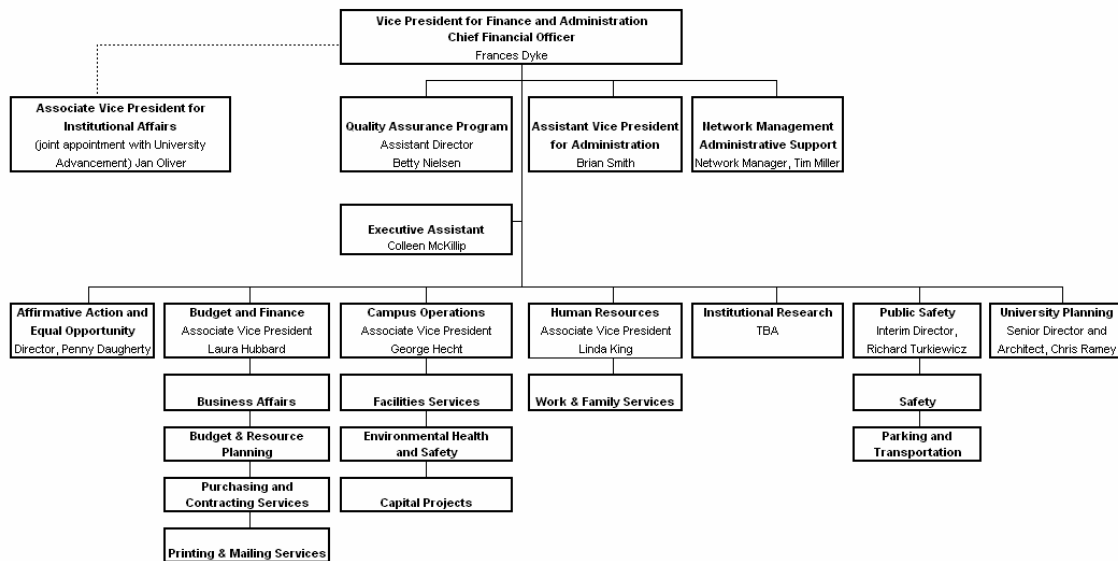 Vice President for Finance and Administration
Chief Financial Officer
Frances Dyke
Associate Vice President for
Institutional Affairs
(joint appointment with University
Advancement) Jan Oliver
Quality Assurance Program
Assistant Director
Betty Nielsen
Assistant Vice President
for Administration
Brian Smith
Network Management
Administrative Support
Network Manager, Tim Miller
Executive Assistant
Colleen McKillip
Affirmative Action and
Equal Opportunity
Director, Penny Daugherty
Budget and Finance
Associate Vice President
Laura Hubbard
Campus Operations
Associate Vice President
George Hecht
Human Resources
Associate Vice President
Linda King
Institutional Research
TBA
Public Safety
Interim Director,
Richard Turkiewicz
University Planning
Senior Director and
Architect, Chris Ramey
Business Affairs
Facilities Services
Work & Family Services
Safety
Budget & Resource
Planning
Environmental Health
and Safety
Parking and
Transportation
Purchasing and
Contracting Services
Capital Projects
Printing & Mailing Services